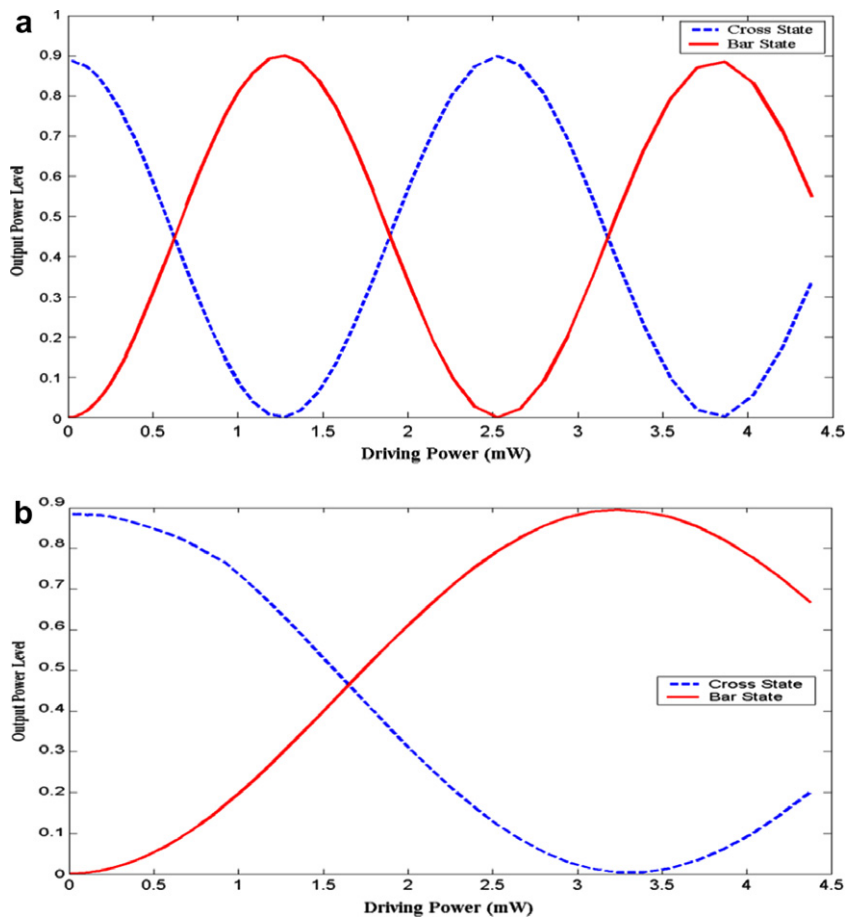 a
1
0.9
0.8
0.7
0.6
0.5
0.4
0.3
0.2
0.1
0
Output Power Level
Cross State
Bar State
0 0.5 1 1.5 2 2.5 3 3.5 4 4.5
Driving Power (mW)
b
0.9
0.8
0.7
0.6
0.5
0.4
0.3
0.2
0.1
0
Output Power Level
Cross State
Bar State
0 0.5 1 1.5 2 2.5 3 3.5 4 4.5
Driving Power (mW)